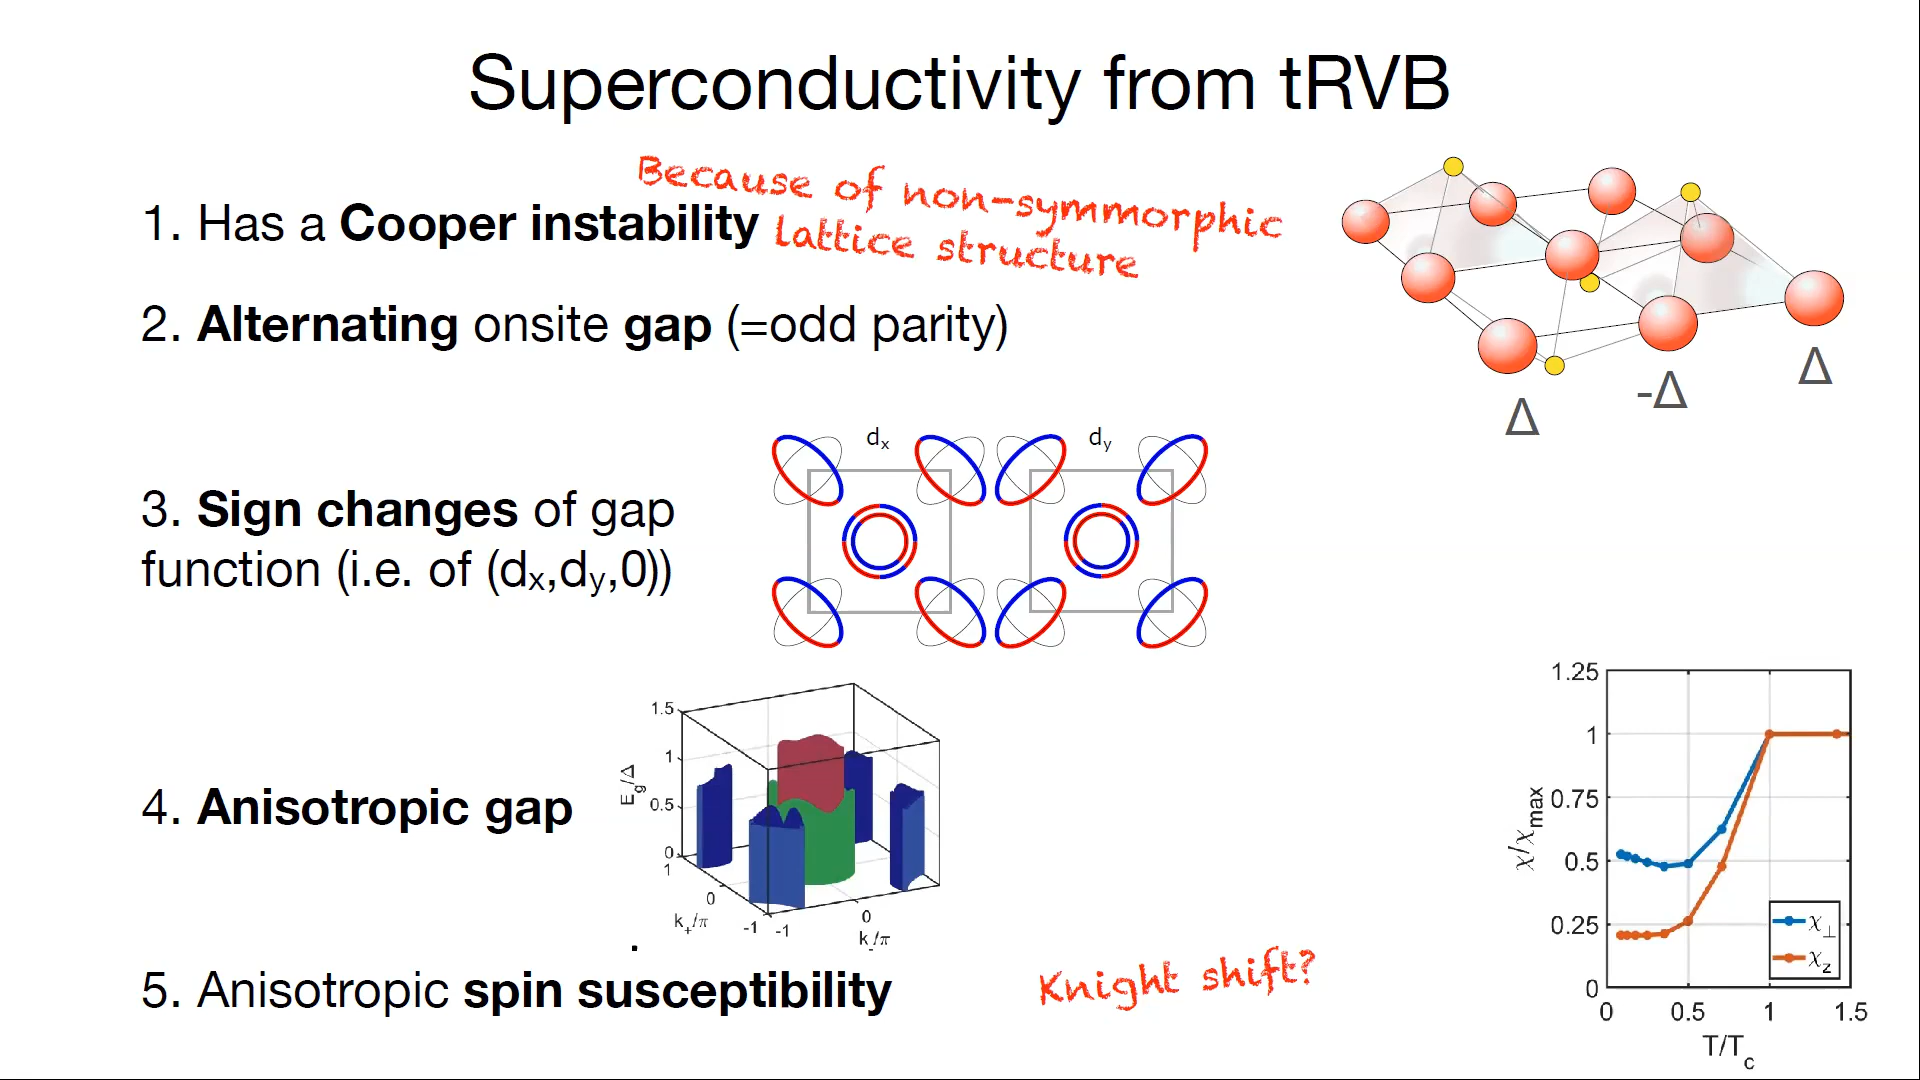 Superconductivity from tRVB
Because of non-symmorphic
lattice structure
1. Has a Cooper instability
2. Alternating onsite gap (=odd parity)
Δ
-Δ
Δ
dx
dy
3. Sign changes of gap
function (i.e. of (dx,dy,0))
4. Anisotropic gap
1.5
1
0.5
0
Eg/Δ
1
0
-1
k+/π
-1
0
k-/π
5. Anisotropic spin susceptibility
Knight shift?
1.25
1
0.75
0.5
0.25
0
χ/χmax
χ⊥
χz
0
0.5
1
1.5
T/Tc